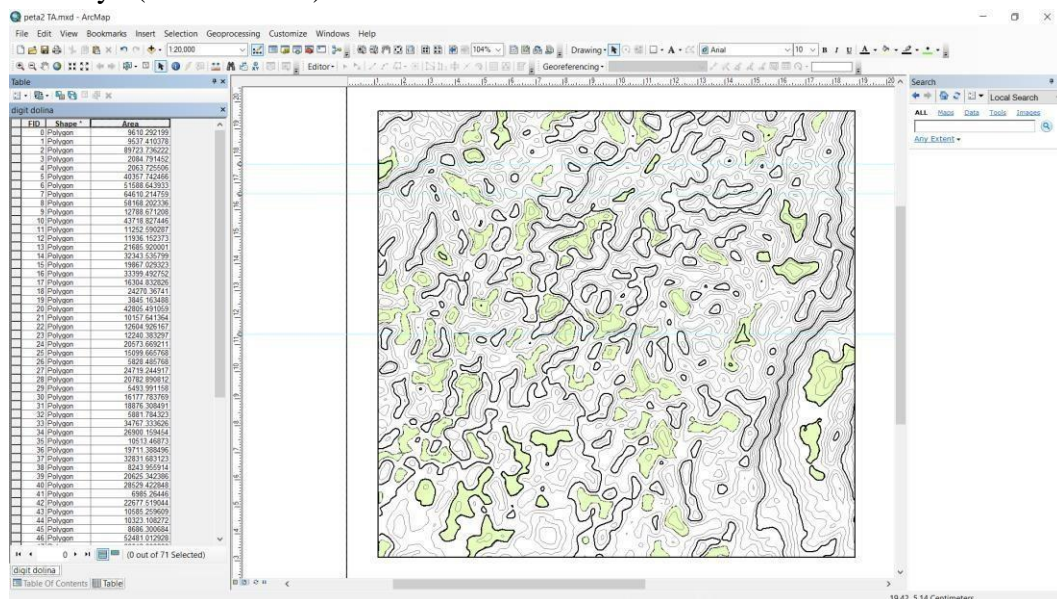 peta2 TA.mxd - ArcMap
File Edit View Bookmarks Insert Selection Geoprocessing Customize Windows Help
1:20.000
104%
Drawing
Arial
10
B I U
Editor
Georeferencing
Table
digit dolina
FID Shape * Area
0 Polygon 9610.292199
1 Polygon 9537.410378
2 Polygon 89723.736222
3 Polygon 2084.791452
4 Polygon 2063.725506
5 Polygon 40357.742466
6 Polygon 51588.643933
7 Polygon 64610.214759
8 Polygon 58168.202336
9 Polygon 12788.671208
10 Polygon 43718.827446
11 Polygon 11252.590287
12 Polygon 11936.152373
13 Polygon 21685.920001
14 Polygon 32343.535799
15 Polygon 19867.029323
16 Polygon 33399.492752
17 Polygon 16304.832826
18 Polygon 24270.36741
19 Polygon 3845.163488
20 Polygon 42805.491059
21 Polygon 10157.641364
22 Polygon 12604.926167
23 Polygon 12240.383297
24 Polygon 20573.669211
25 Polygon 15099.665768
26 Polygon 5828.485768
27 Polygon 24719.244917
28 Polygon 20782.890812
29 Polygon 5493.991158
30 Polygon 16177.783769
31 Polygon 18876.308491
32 Polygon 5881.784323
33 Polygon 34767.333626
34 Polygon 26900.159454
35 Polygon 10513.46873
36 Polygon 19711.388496
37 Polygon 32831.683123
38 Polygon 8243.955914
39 Polygon 20625.342386
40 Polygon 28529.422848
41 Polygon 6985.26446
42 Polygon 22677.519044
43 Polygon 10585.259609
44 Polygon 10323.108272
45 Polygon 8686.300684
46 Polygon 52481.012928
0
(0 out of 71 Selected)
digit dolina
Table Of Contents Table
Search
Local Search
ALL Maps Data Tools Images
Any Extent
19,42 5,14 Centimeters